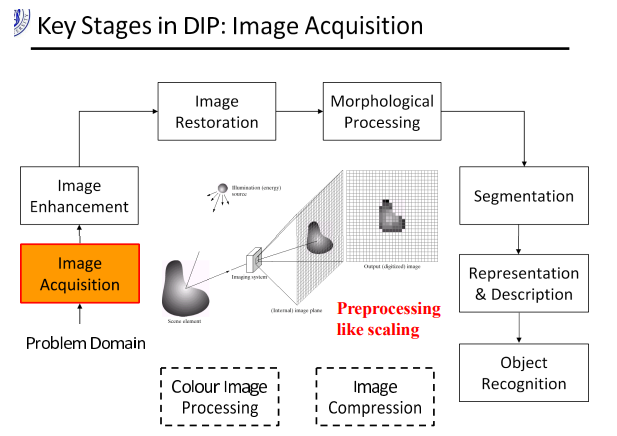 Key Stages in DIP: Image Acquisition
Image
Restoration
Morphological
Processing
Image
Enhancement
Segmentation
Illumination (energy)
source
Imaging system
Output (digitized) image
Scene element
(Internal) image plane
Image
Acquisition
Preprocessing
like scaling
Representation
& Description
Problem Domain
Object
Recognition
Colour Image
Processing
Image
Compression